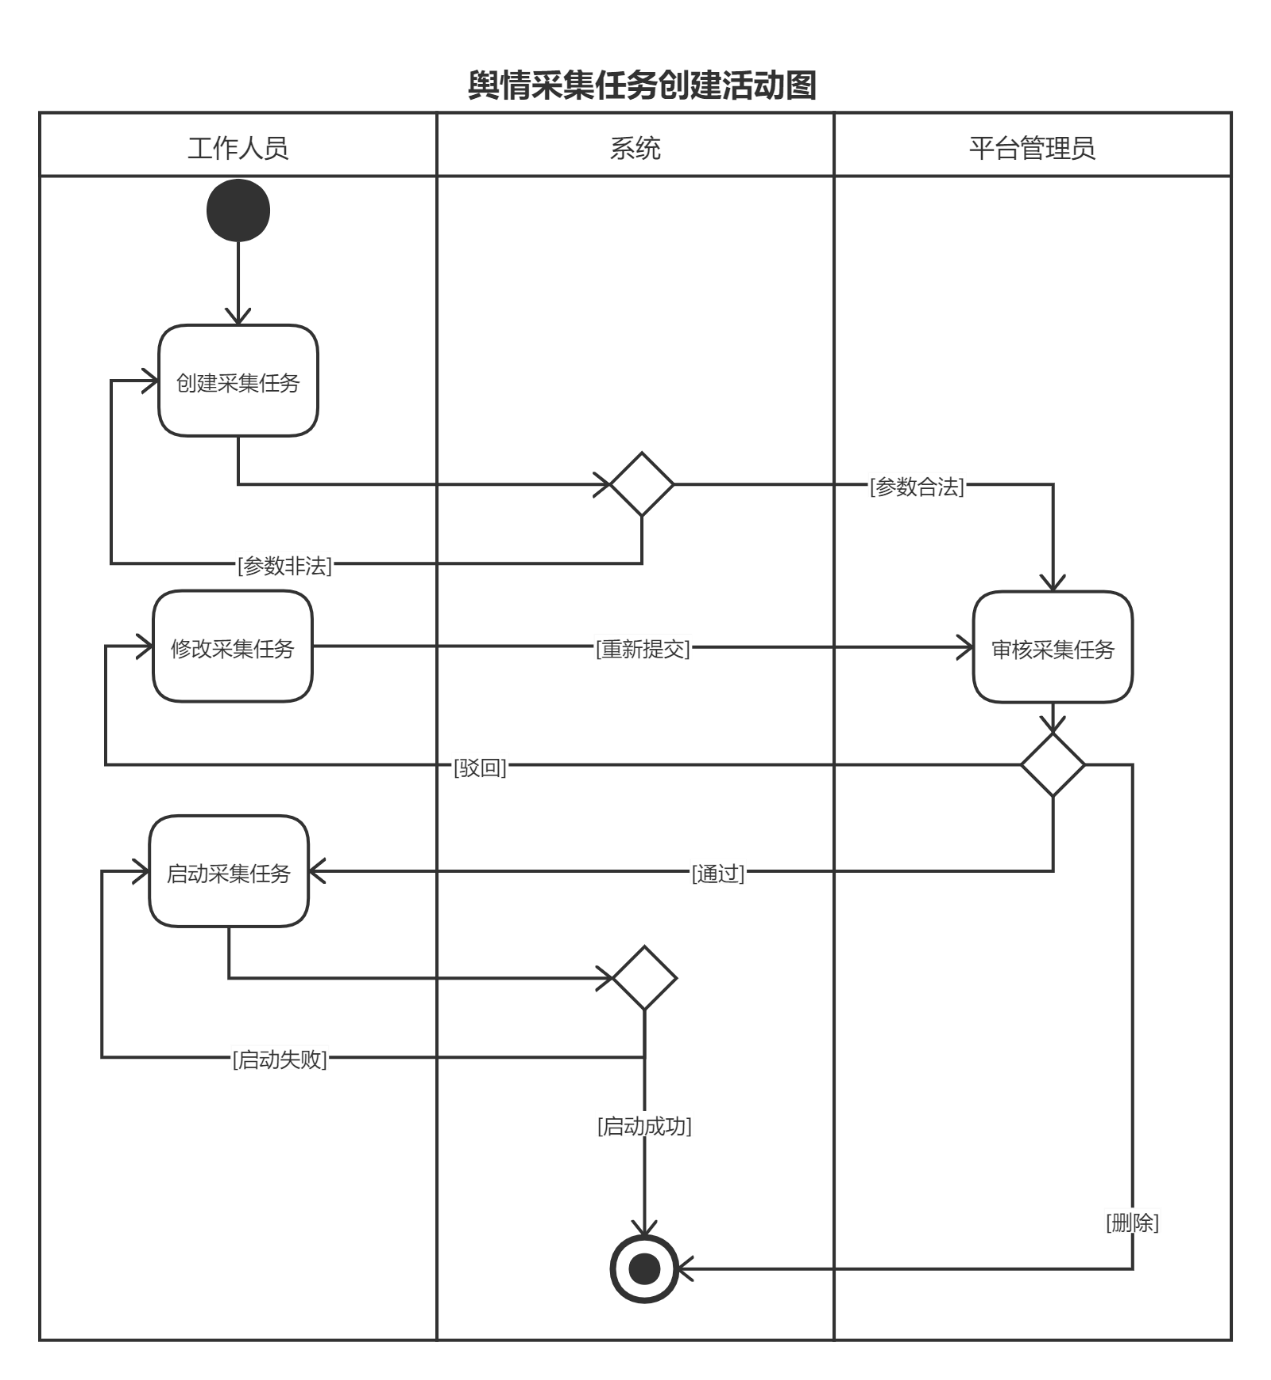 舆情采集任务创建活动图
工作人员
系统
平台管理员
创建采集任务
[参数合法]
[参数非法]
修改采集任务
[重新提交]
审核采集任务
[驳回]
启动采集任务
[通过]
[启动失败]
[启动成功]
[删除]